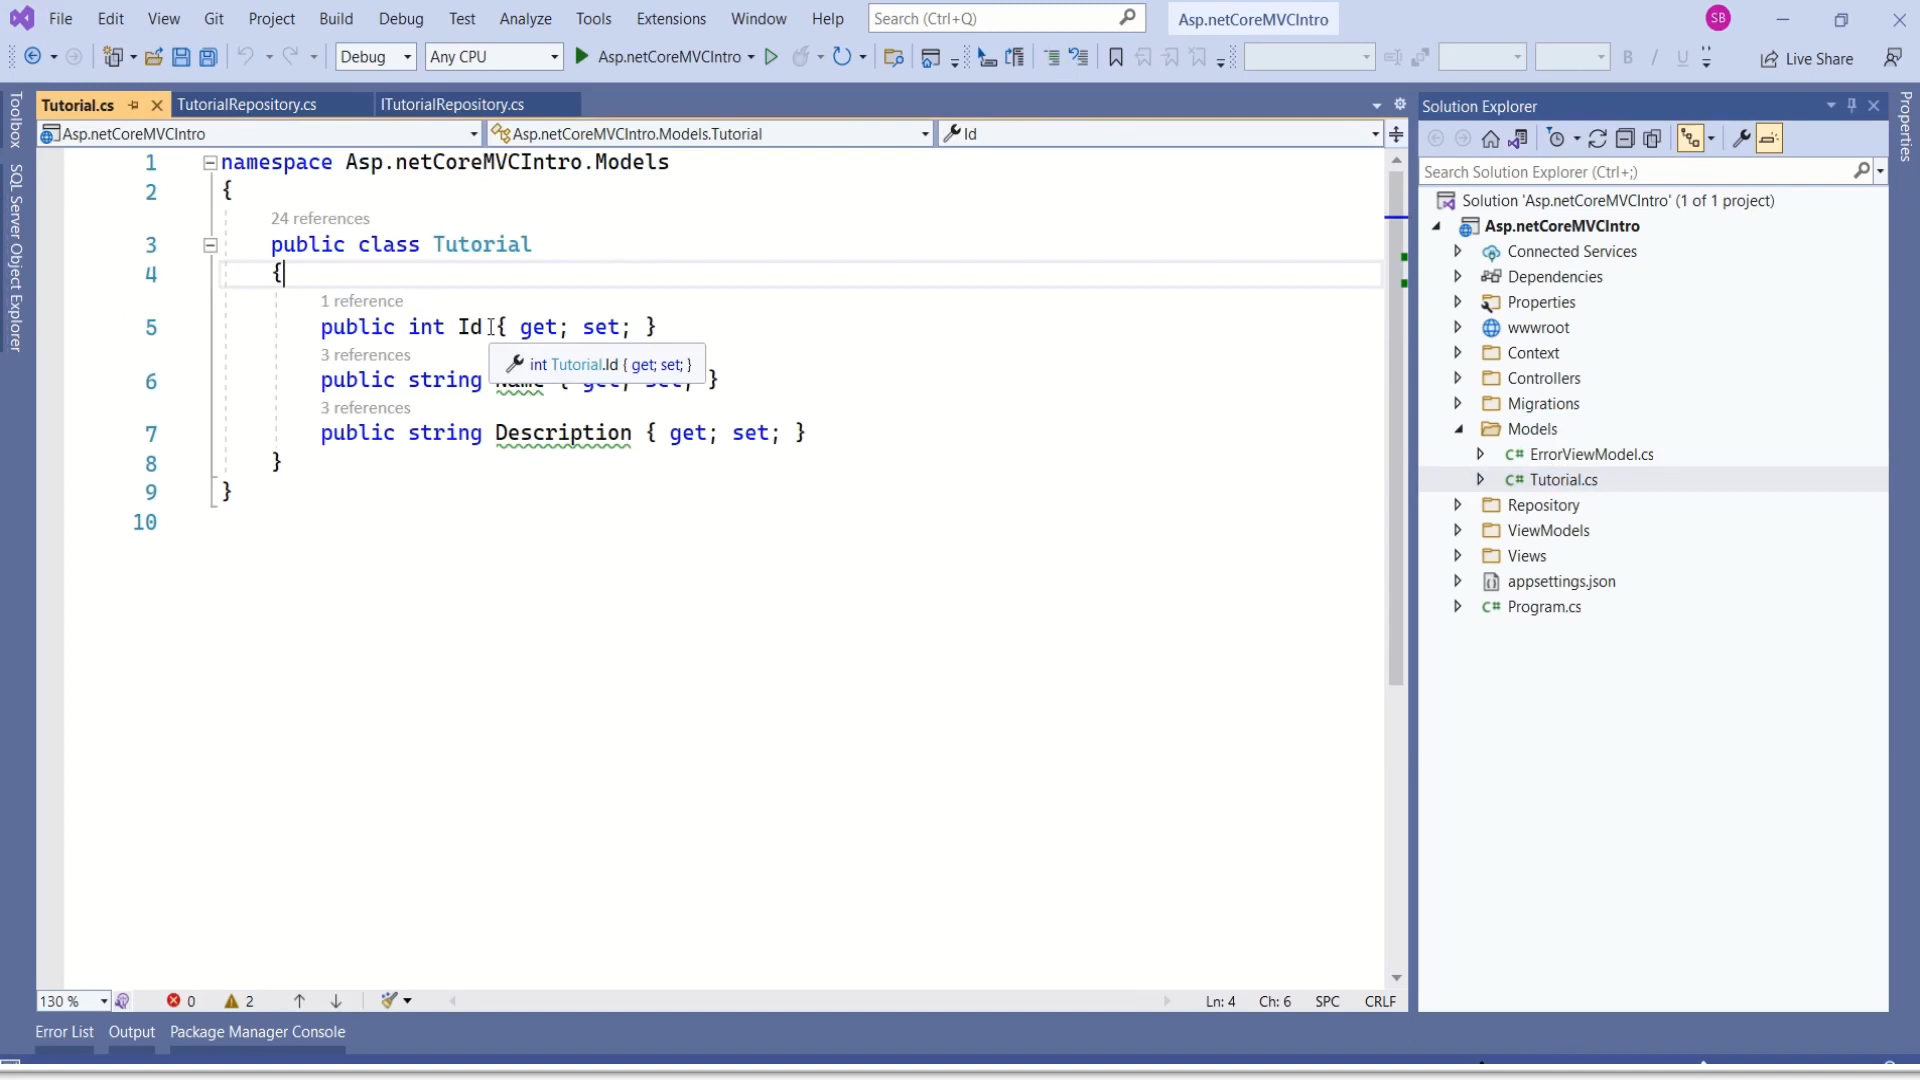 File Edit View Git Project Build Debug Test Analyze Tools Extensions Window Help Search (Ctrl+Q) Asp.netCoreMVCIntro SB
Debug Any CPU Asp.netCoreMVCIntro Live Share
Toolbox
SQL Server Object Explorer
Tutorial.cs TutorialRepository.cs ITutorialRepository.cs
Asp.netCoreMVCIntro Asp.netCoreMVCIntro.Models.Tutorial Id
1 namespace Asp.netCoreMVCIntro.Models
2 {
24 references
3 public class Tutorial
4 {
1 reference
5 public int Id { get; set; }
3 references
int Tutorial.Id { get; set; }
6 public string Name { get; set; }
3 references
7 public string Description { get; set; }
8 }
9 }
10
130 % 0 2 Ln: 4 Ch: 6 SPC CRLF
Error List Output Package Manager Console
Solution Explorer
Search Solution Explorer (Ctrl+;)
Solution 'Asp.netCoreMVCIntro' (1 of 1 project)
Asp.netCoreMVCIntro
Connected Services
Dependencies
Properties
wwwroot
Context
Controllers
Migrations
Models
C# ErrorViewModel.cs
C# Tutorial.cs
Repository
ViewModels
Views
appsettings.json
C# Program.cs
Properties